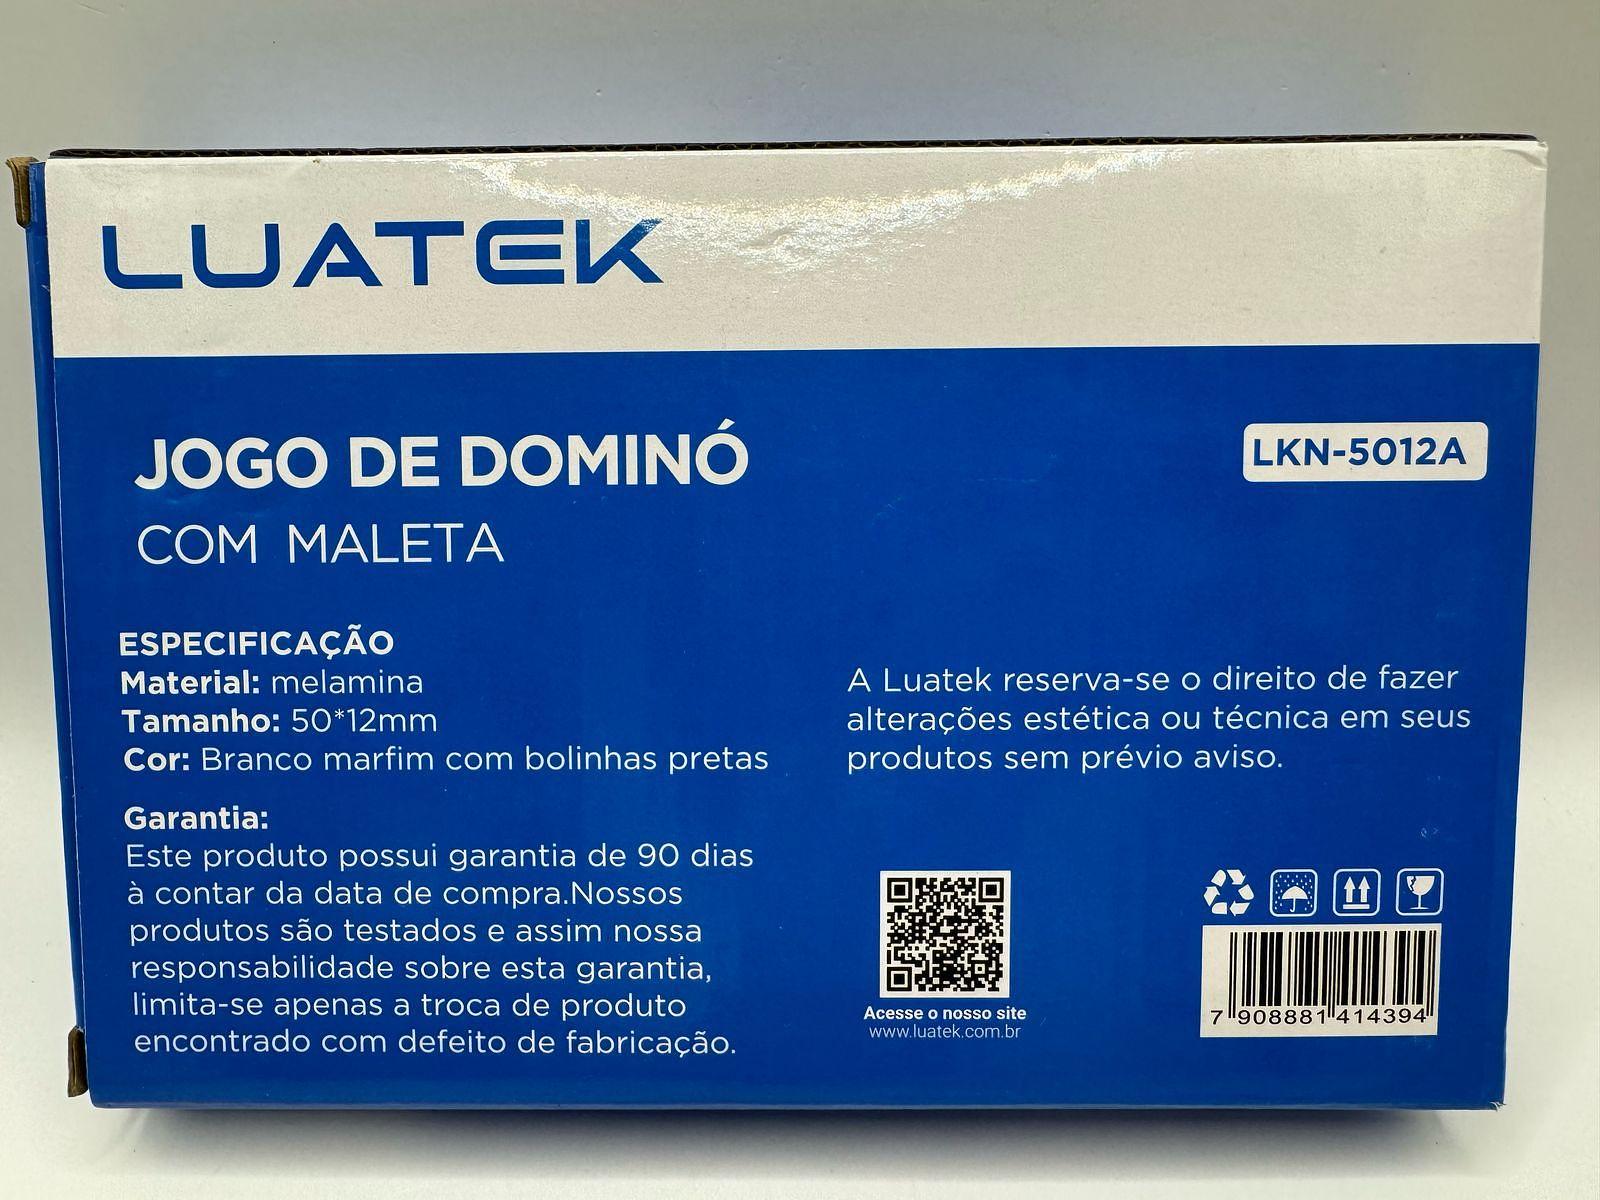 LUATEK
JOGO DE DOMINÓ
COM MALETA
LKN-5012A
ESPECIFICAÇÃO
Material: melamina
Tamanho: 50*12mm
Cor: Branco marfim com bolinhas pretas
Garantia:
Este produto possui garantia de 90 dias
à contar da data de compra.Nossos
produtos são testados e assim nossa
responsabilidade sobre esta garantia,
limita-se apenas a troca de produto
encontrado com defeito de fabricação.
A Luatek reserva-se o direito de fazer
alterações estética ou técnica em seus
produtos sem prévio aviso.
Acesse o nosso site
www.luatek.com.br
7 908881 414394